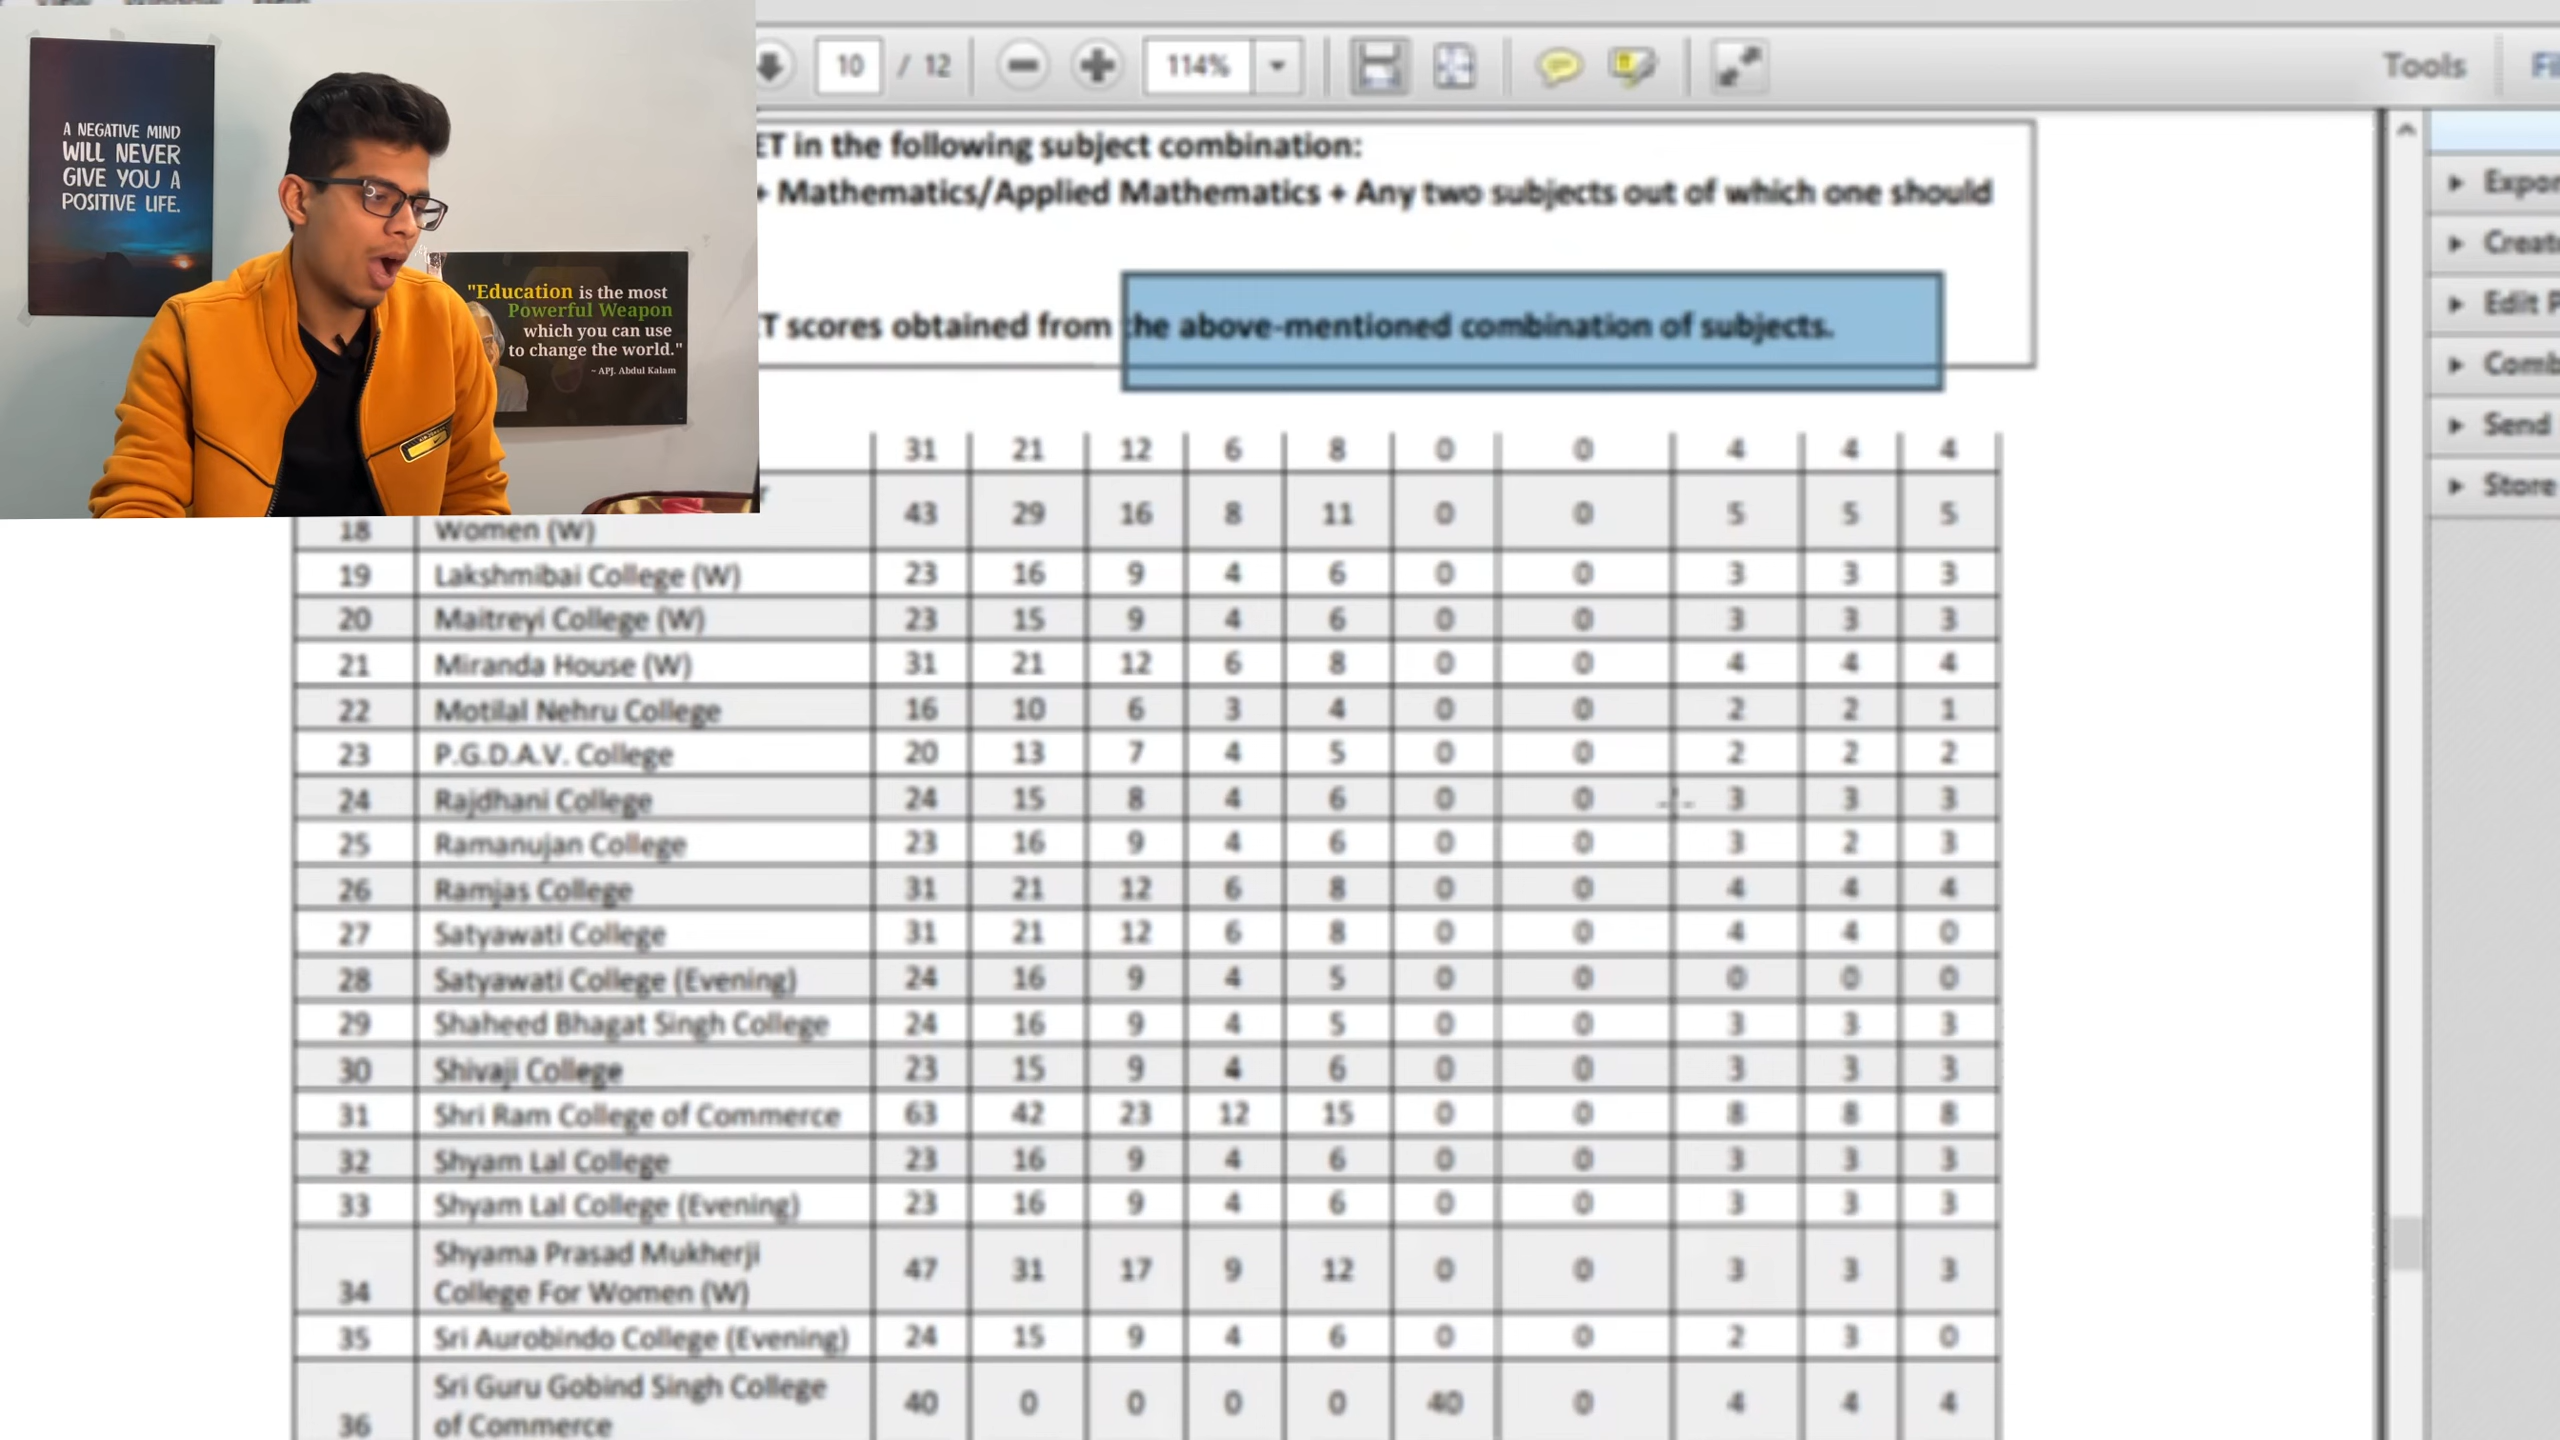 A NEGATIVE MIND
WILL NEVER
GIVE YOU A
POSITIVE LIFE.
"Education is the most
Powerful Weapon
which you can use
to change the world."
~ APJ. Abdul Kalam
10 / 12 114% Tools
ET in the following subject combination:
+ Mathematics/Applied Mathematics + Any two subjects out of which one should
T scores obtained from the above-mentioned combination of subjects.
Edit
Send
Store
31 21 12 6 8 0 0 4 4 4
18 Women (W) 43 29 16 8 11 0 0 5 5 5
19 Lakshmibai College (W) 23 16 9 4 6 0 0 3 3 3
20 Maitreyi College (W) 23 15 9 4 6 0 0 3 3 3
21 Miranda House (W) 31 21 12 6 8 0 0 4 4 4
22 Motilal Nehru College 16 10 6 3 4 0 0 2 2 1
23 P.G.D.A.V. College 20 13 7 4 5 0 0 2 2 2
24 Rajdhani College 24 15 8 4 6 0 0 3 3 3
25 Ramanujan College 23 16 9 4 6 0 0 3 2 3
26 Ramjas College 31 21 12 6 8 0 0 4 4 4
27 Satyawati College 31 21 12 6 8 0 0 4 4 0
28 Satyawati College (Evening) 24 16 9 4 5 0 0 0 0 0
29 Shaheed Bhagat Singh College 24 16 9 4 5 0 0 3 3 3
30 Shivaji College 23 15 9 4 6 0 0 3 3 3
31 Shri Ram College of Commerce 63 42 23 12 15 0 0 8 8 8
32 Shyam Lal College 23 16 9 4 6 0 0 3 3 3
33 Shyam Lal College (Evening) 23 16 9 4 6 0 0 3 3 3
Shyama Prasad Mukherji
34 College For Women (W) 47 31 17 9 12 0 0 3 3 3
35 Sri Aurobindo College (Evening) 24 15 9 4 6 0 0 2 3 0
Sri Guru Gobind Singh College
36 of Commerce 40 0 0 0 0 40 0 4 4 4